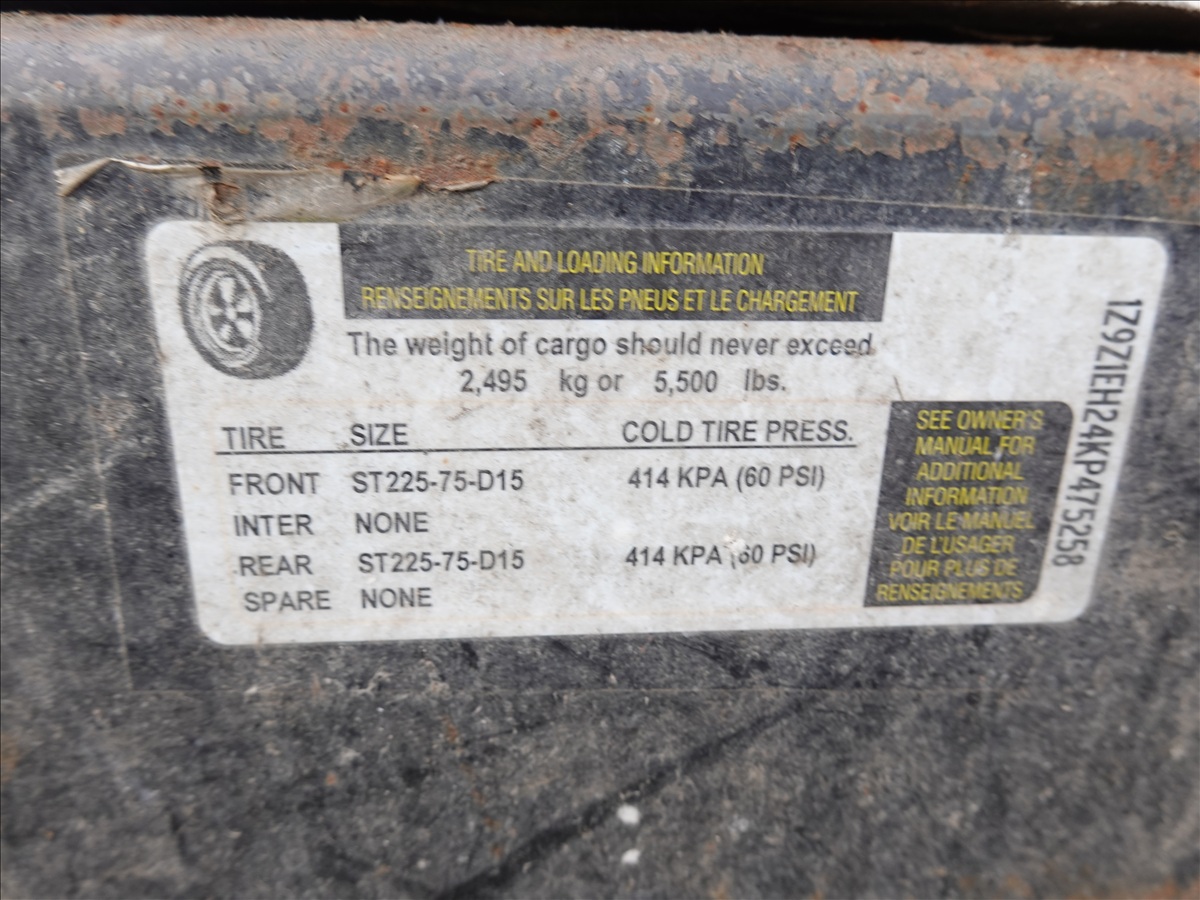 TIRE AND LOADING INFORMATION
RENSEIGNEMENTS SUR LES PNEUS ET LE CHARGEMENT
The weight of cargo should never exceed
2,495 kg or 5,500 lbs.
TIRE SIZE COLD TIRE PRESS.
FRONT ST225-75-D15 414 KPA (60 PSI)
INTER NONE
REAR ST225-75-D15 414 KPA (60 PSI)
SPARE NONE
SEE OWNER'S
MANUAL FOR
ADDITIONAL
INFORMATION
VOIR LE MANUEL
DE L'USAGER
POUR PLUS DE
RENSEIGNEMENTS
1Z9Z1EH24KP475258